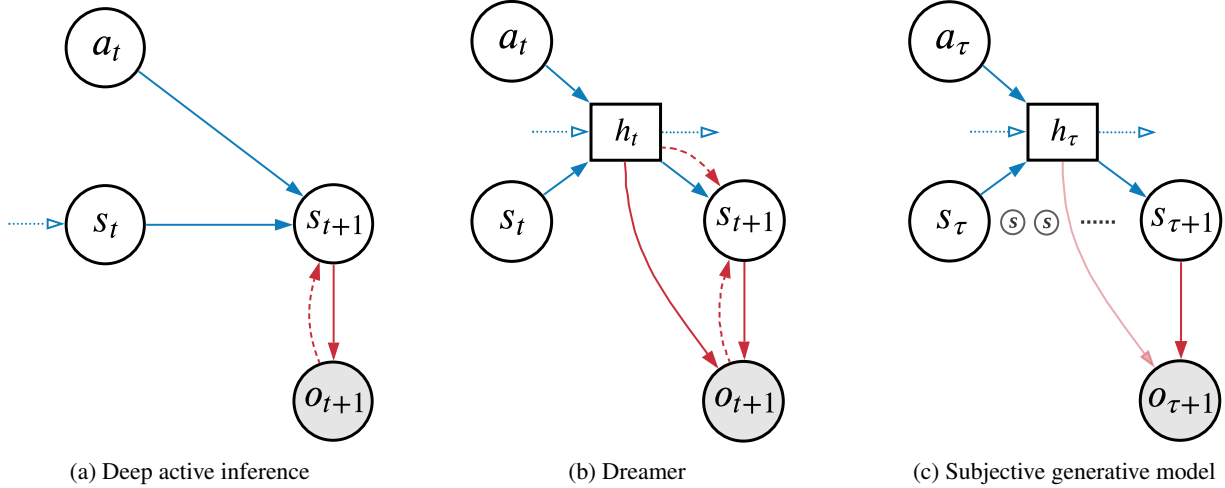 a_t
s_t
s_{t+1}
o_{t+1}
(a) Deep active inference
a_t
h_t
s_t
s_{t+1}
o_{t+1}
(b) Dreamer
a_τ
h_τ
s_τ s s ...... s_{τ+1}
o_{τ+1}
(c) Subjective generative model